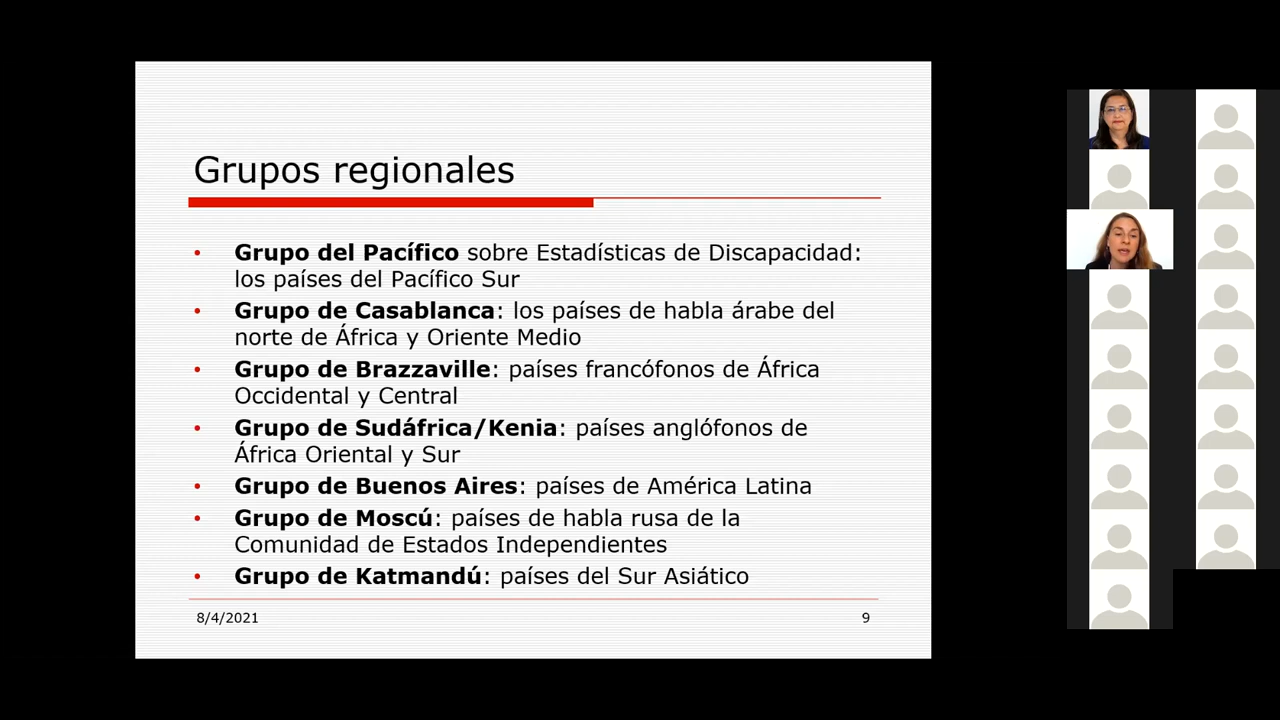 Grupos regionales
• Grupo del Pacífico sobre Estadísticas de Discapacidad:
los países del Pacífico Sur
• Grupo de Casablanca: los países de habla árabe del
norte de África y Oriente Medio
• Grupo de Brazzaville: países francófonos de África
Occidental y Central
• Grupo de Sudáfrica/Kenia: países anglófonos de
África Oriental y Sur
• Grupo de Buenos Aires: países de América Latina
• Grupo de Moscú: países de habla rusa de la
Comunidad de Estados Independientes
• Grupo de Katmandú: países del Sur Asiático
8/4/2021
9